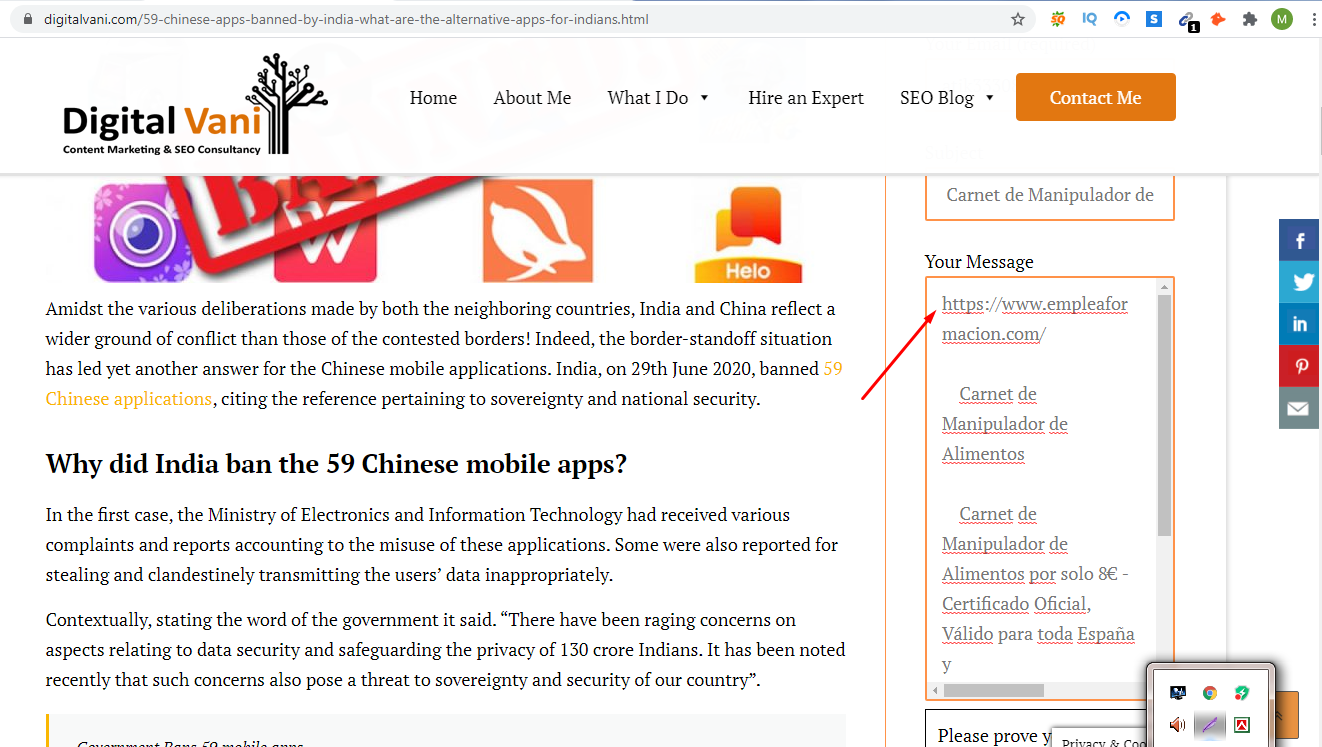 digitalvani.com/59-chinese-apps-banned-by-india-what-are-the-alternative-apps-for-indians.html
1
M
Digital Vani
Content Marketing & SEO Consultancy
Home
About Me
What I Do
Hire an Expert
SEO Blog
Contact Me
Helo
Amidst the various deliberations made by both the neighboring countries, India and China reflect a
wider ground of conflict than those of the contested borders! Indeed, the border-standoff situation
has led yet another answer for the Chinese mobile applications. India, on 29th June 2020, banned 59
Chinese applications, citing the reference pertaining to sovereignty and national security.
Why did India ban the 59 Chinese mobile apps?
In the first case, the Ministry of Electronics and Information Technology had received various
complaints and reports accounting to the misuse of these applications. Some were also reported for
stealing and clandestinely transmitting the users’ data inappropriately.
Contextually, stating the word of the government it said. “There have been raging concerns on
aspects relating to data security and safeguarding the privacy of 130 crore Indians. It has been noted
recently that such concerns also pose a threat to sovereignty and security of our country”.
Government Bans 59 mobile apps
Carnet de Manipulador de
Your Message
https://www.empleafor
macion.com/
Carnet de
Manipulador de
Alimentos
Carnet de
Manipulador de
Alimentos por solo 8€ -
Certificado Oficial,
Válido para toda España
y
Please prove y
Privacy & Coo